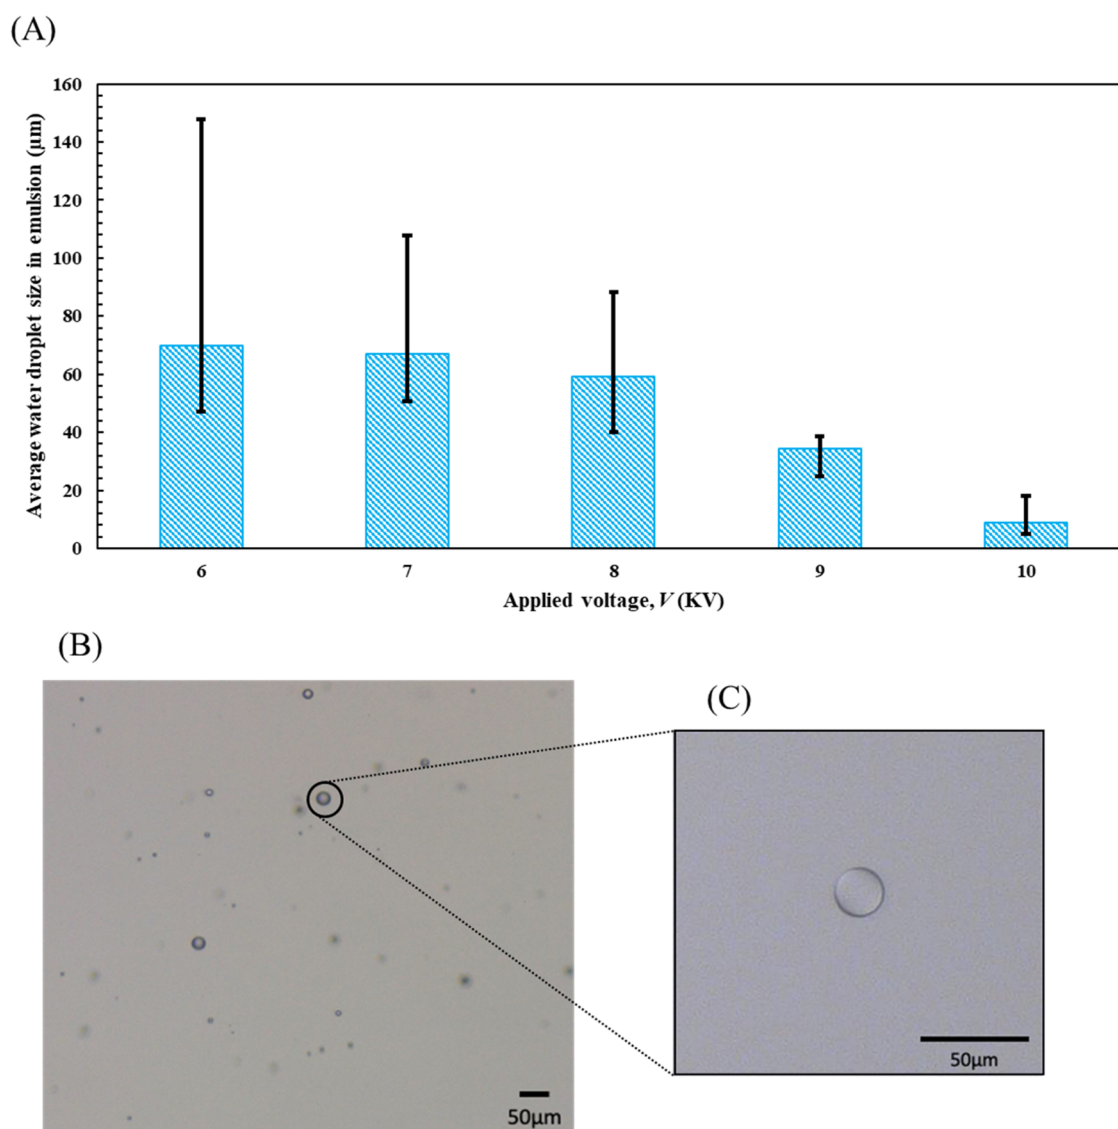 (A)
Average water droplet size in emulsion (μm)
160
140
120
100
80
60
40
20
0
6 7 8 9 10
Applied voltage, V (KV)
(B)
(C)
50μm
50μm